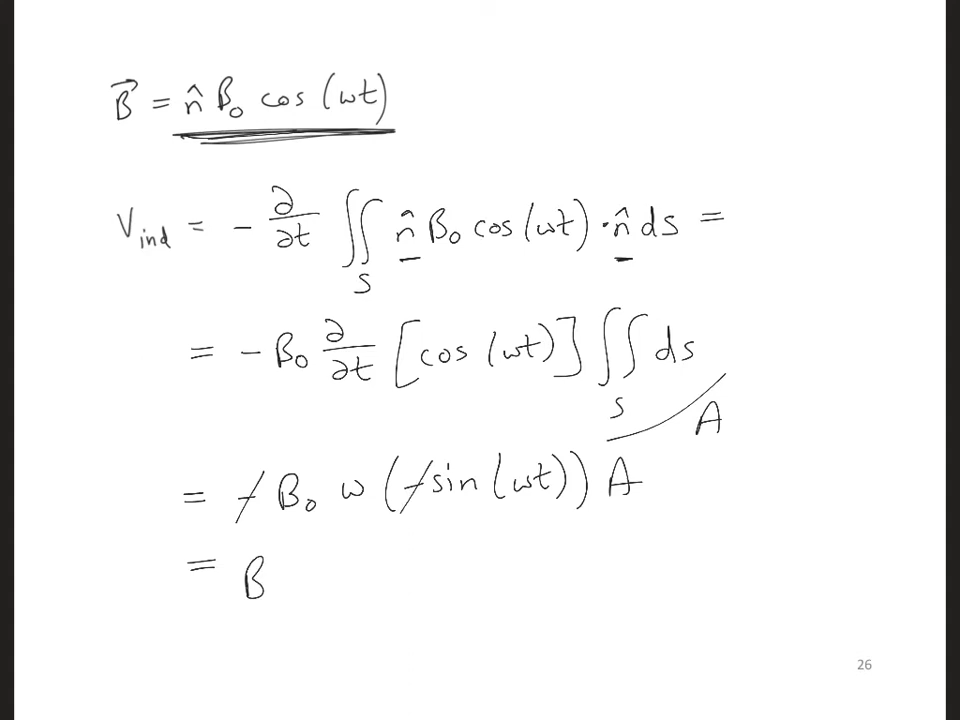 B⃗ = n̂ B₀ cos (ωt)
V_ind = − ∂/∂t ∬_S n̂ B₀ cos (ωt) · n̂ ds =
= − B₀ ∂/∂t [cos (ωt)] ∬_S ds
A
= − B₀ ω (− sin (ωt)) A
= B
26